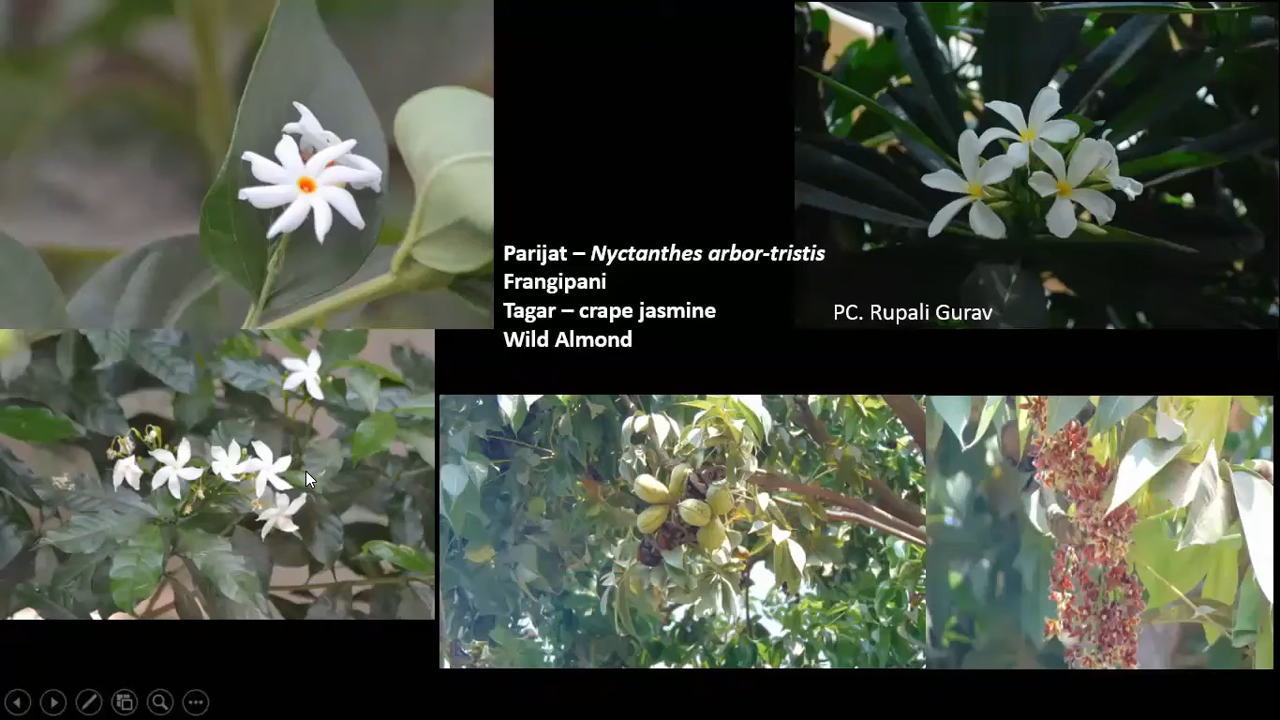 Parijat – Nyctanthes arbor-tristis
Frangipani
Tagar – crape jasmine
Wild Almond
PC. Rupali Gurav